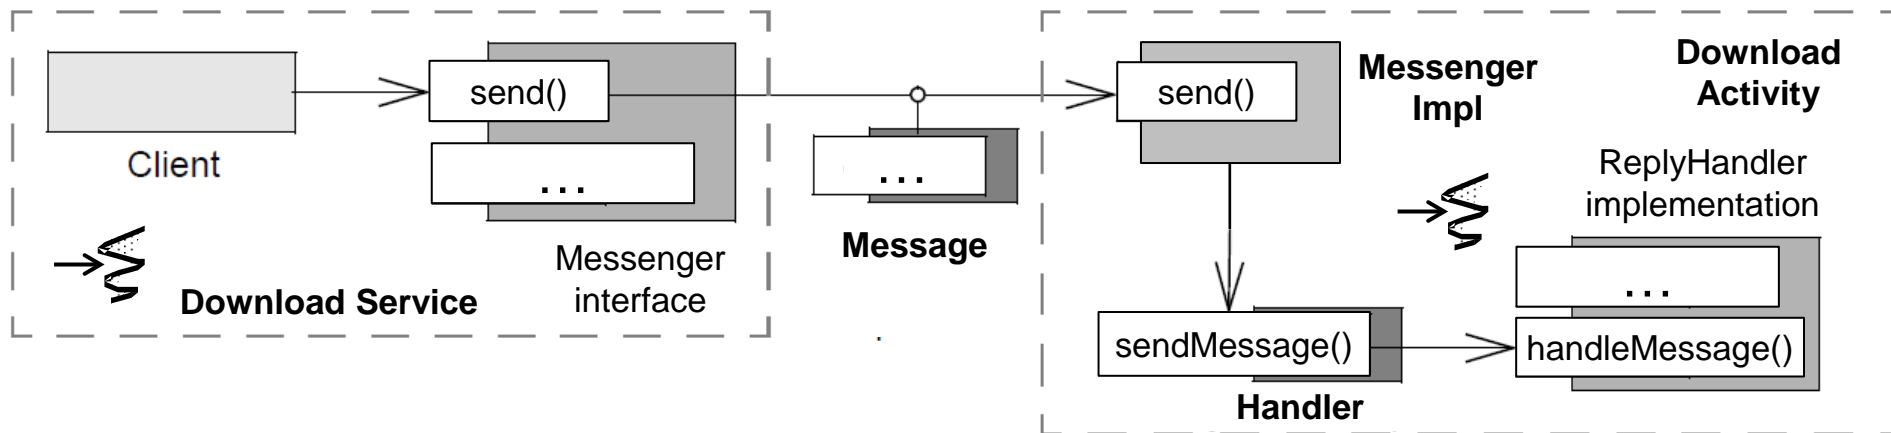 send()
...
Client
Messenger
interface
Download Service
...
Message
send()
Messenger
Impl
Download
Activity
ReplyHandler
implementation
...
sendMessage()
handleMessage()
Handler